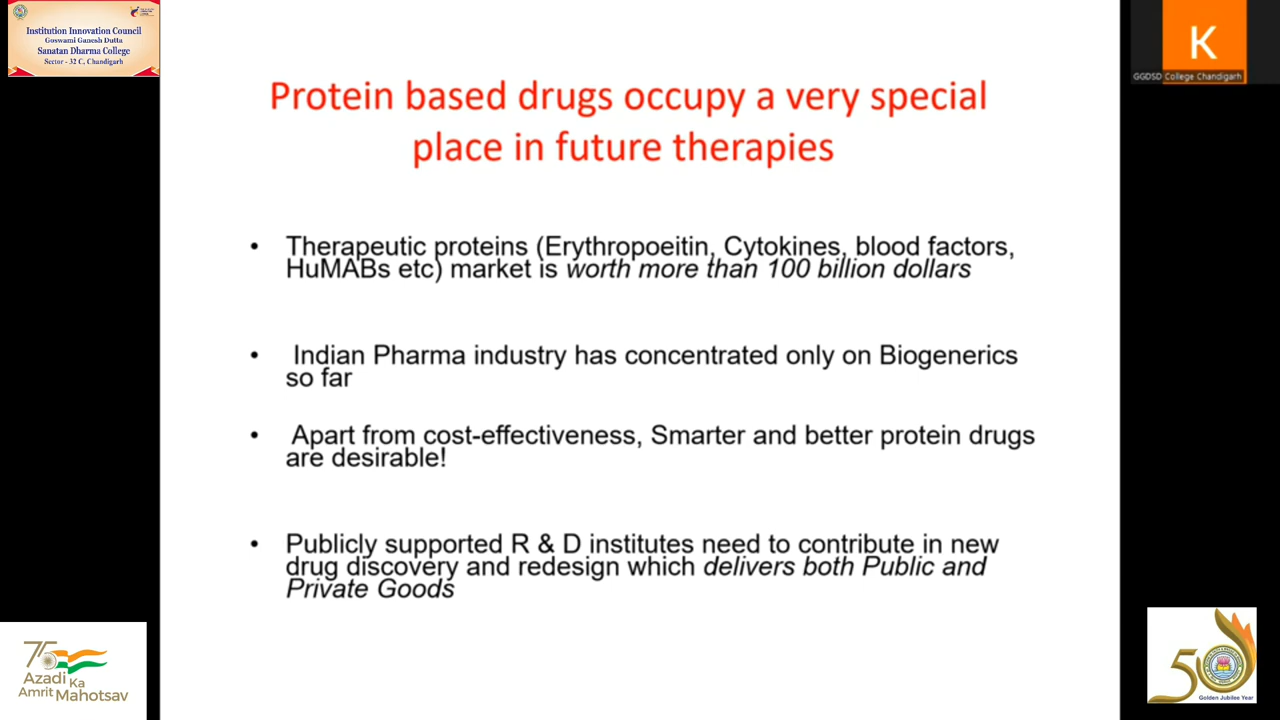 Institution Innovation Council
Goswami Ganesh Dutta
Sanatan Dharma College
Sector - 32 C, Chandigarh
K
GGDSD College Chandigarh
Protein based drugs occupy a very special
place in future therapies
• Therapeutic proteins (Erythropoeitin, Cytokines, blood factors,
HuMABs etc) market is worth more than 100 billion dollars
• Indian Pharma industry has concentrated only on Biogenerics
so far
• Apart from cost-effectiveness, Smarter and better protein drugs
are desirable!
• Publicly supported R & D institutes need to contribute in new
drug discovery and redesign which delivers both Public and
Private Goods
75
Azadi Ka
Amrit Mahotsav
50
Golden Jubilee Year